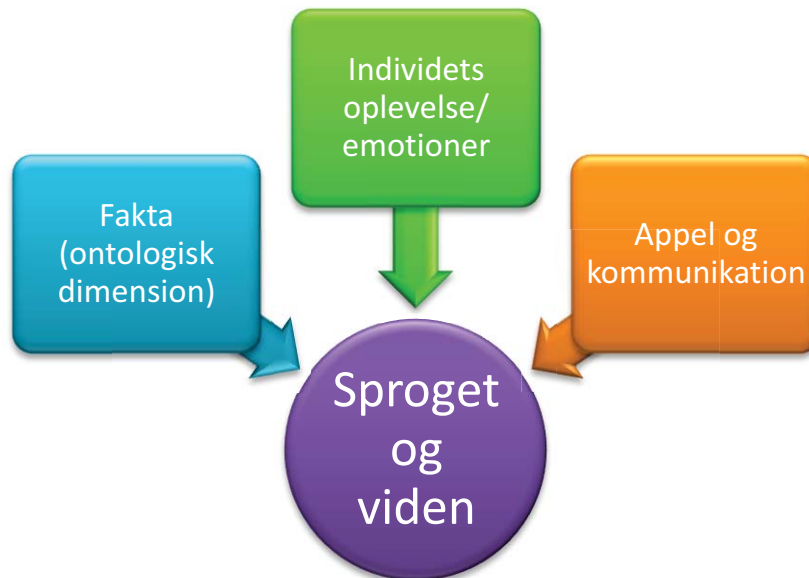 Individets
oplevelse/
emotioner
Fakta
(ontologisk
dimension)
Appel og
kommunikation
Sproget
og
viden